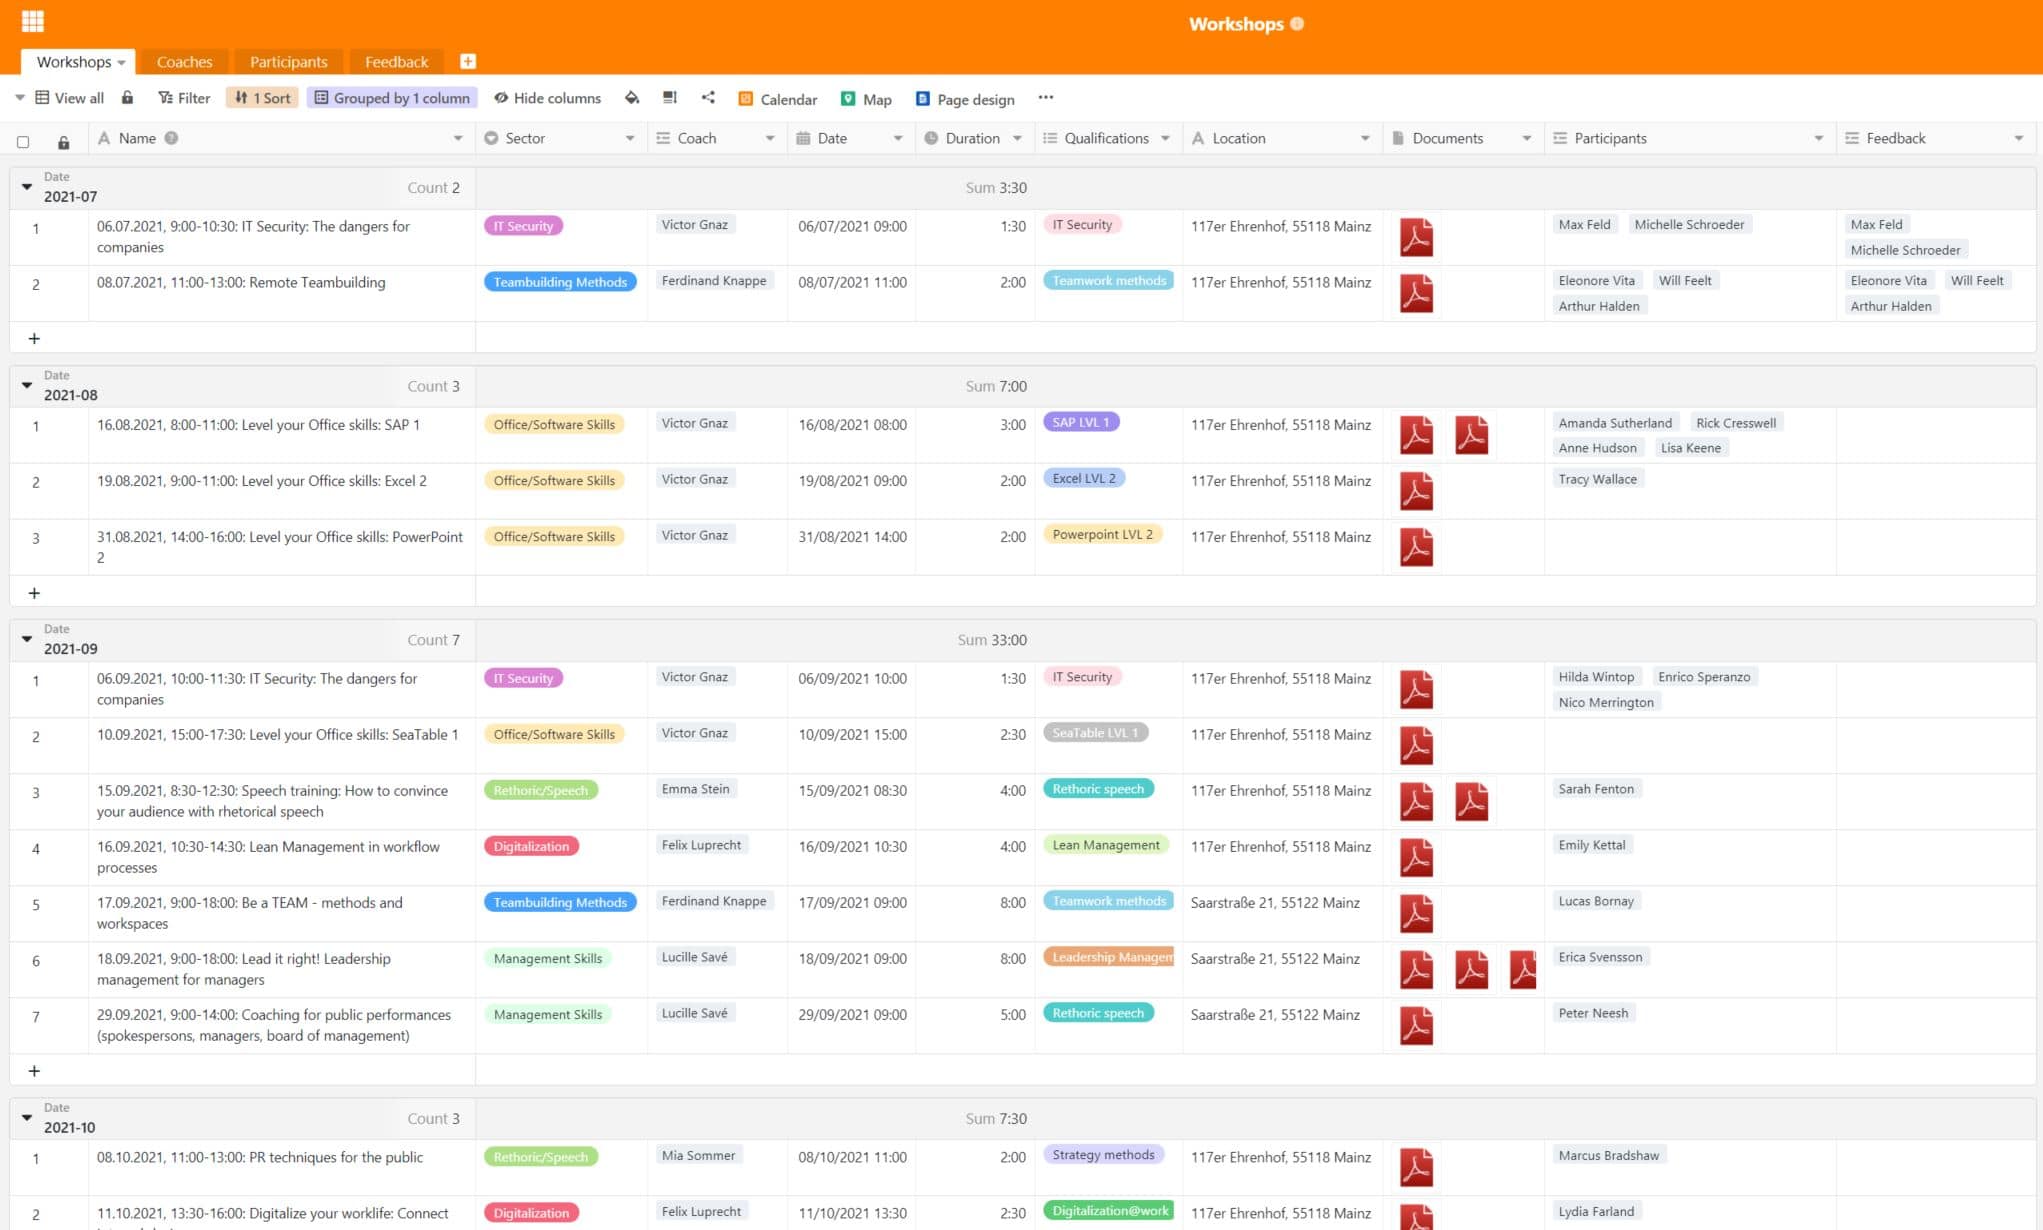 Workshops
Workshops Coaches Participants Feedback
View all Filter 1 Sort Grouped by 1 column Hide columns Calendar Map Page design
Name Sector Coach Date Duration Qualifications Location Documents Participants Feedback
Date
2021-07 Count 2 Sum 3:30
1 06.07.2021, 9:00-10:30: IT Security: The dangers for IT Security Victor Gnaz 06/07/2021 09:00 1:30 IT Security 117er Ehrenhof, 55118 Mainz Max Feld Michelle Schroeder Max Feld
companies Michelle Schroeder
2 08.07.2021, 11:00-13:00: Remote Teambuilding Teambuilding Methods Ferdinand Knappe 08/07/2021 11:00 2:00 Teamwork methods 117er Ehrenhof, 55118 Mainz Eleonore Vita Will Feelt Eleonore Vita Will Feelt
Arthur Halden Arthur Halden
Date
2021-08 Count 3 Sum 7:00
1 16.08.2021, 8:00-11:00: Level your Office skills: SAP 1 Office/Software Skills Victor Gnaz 16/08/2021 08:00 3:00 SAP LVL 1 117er Ehrenhof, 55118 Mainz Amanda Sutherland Rick Cresswell
Anne Hudson Lisa Keene
2 19.08.2021, 9:00-11:00: Level your Office skills: Excel 2 Office/Software Skills Victor Gnaz 19/08/2021 09:00 2:00 Excel LVL 2 117er Ehrenhof, 55118 Mainz Tracy Wallace
3 31.08.2021, 14:00-16:00: Level your Office skills: PowerPoint Office/Software Skills Victor Gnaz 31/08/2021 14:00 2:00 Powerpoint LVL 2 117er Ehrenhof, 55118 Mainz
2
Date
2021-09 Count 7 Sum 33:00
1 06.09.2021, 10:00-11:30: IT Security: The dangers for IT Security Victor Gnaz 06/09/2021 10:00 1:30 IT Security 117er Ehrenhof, 55118 Mainz Hilda Wintop Enrico Speranzo
companies Nico Merrington
2 10.09.2021, 15:00-17:30: Level your Office skills: SeaTable 1 Office/Software Skills Victor Gnaz 10/09/2021 15:00 2:30 SeaTable LVL 1 117er Ehrenhof, 55118 Mainz
3 15.09.2021, 8:30-12:30: Speech training: How to convince Rethoric/Speech Emma Stein 15/09/2021 08:30 4:00 Rethoric speech 117er Ehrenhof, 55118 Mainz Sarah Fenton
your audience with rhetorical speech
4 16.09.2021, 10:30-14:30: Lean Management in workflow Digitalization Felix Luprecht 16/09/2021 10:30 4:00 Lean Management 117er Ehrenhof, 55118 Mainz Emily Kettal
processes
5 17.09.2021, 9:00-18:00: Be a TEAM - methods and Teambuilding Methods Ferdinand Knappe 17/09/2021 09:00 8:00 Teamwork methods Saarstraße 21, 55122 Mainz Lucas Bornay
workspaces
6 18.09.2021, 9:00-18:00: Lead it right! Leadership Management Skills Lucille Savé 18/09/2021 09:00 8:00 Leadership Managem Saarstraße 21, 55122 Mainz Erica Svensson
management for managers
7 29.09.2021, 9:00-14:00: Coaching for public performances Management Skills Lucille Savé 29/09/2021 09:00 5:00 Rethoric speech Saarstraße 21, 55122 Mainz Peter Neesh
(spokespersons, managers, board of management)
Date
2021-10 Count 3 Sum 7:30
1 08.10.2021, 11:00-13:00: PR techniques for the public Rethoric/Speech Mia Sommer 08/10/2021 11:00 2:00 Strategy methods 117er Ehrenhof, 55118 Mainz Marcus Bradshaw
2 11.10.2021, 13:30-16:00: Digitalize your worklife: Connect Digitalization Felix Luprecht 11/10/2021 13:30 2:30 Digitalization@work 117er Ehrenhof, 55118 Mainz Lydia Farland